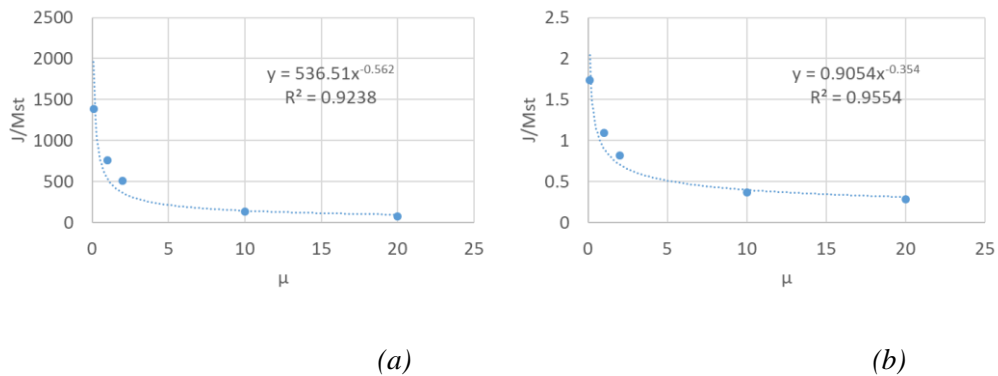 2500
2000
1500
1000
500
0
J/Mst
y = 536.51x^-0.562
R² = 0.9238
0 5 10 15 20 25
μ
(a)
2
1.5
1
0.5
0
J/Mst
y = 0.9054x^-0.354
R² = 0.9554
0 5 10 15 20 25
μ
(b)